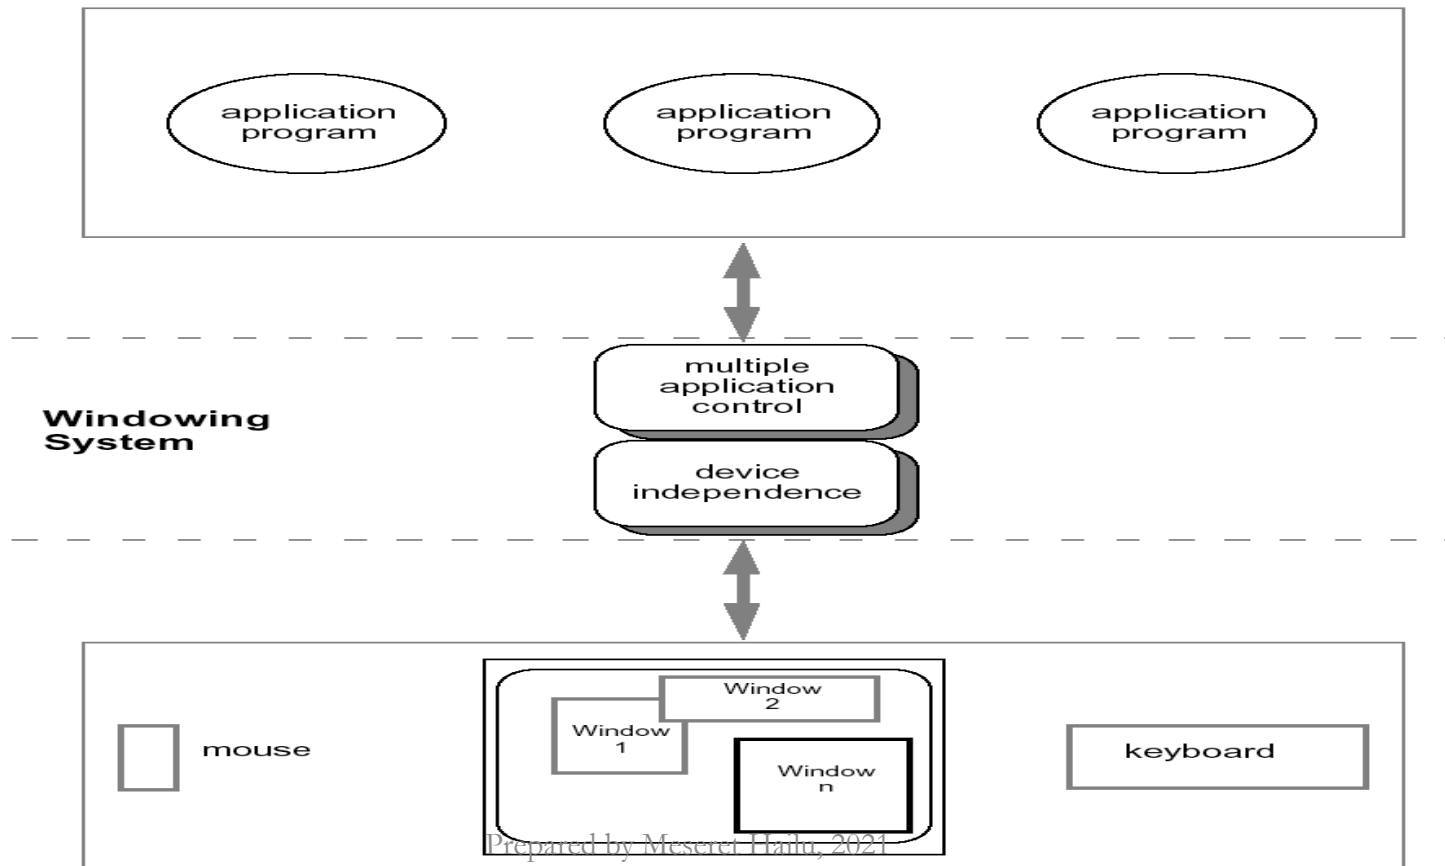 application
program
application
program
application
program
multiple
application
control
Windowing
System
device
independence
mouse
Window
1
Window
2
Window
n
keyboard
Prepared by Meseret Hailu, 2021